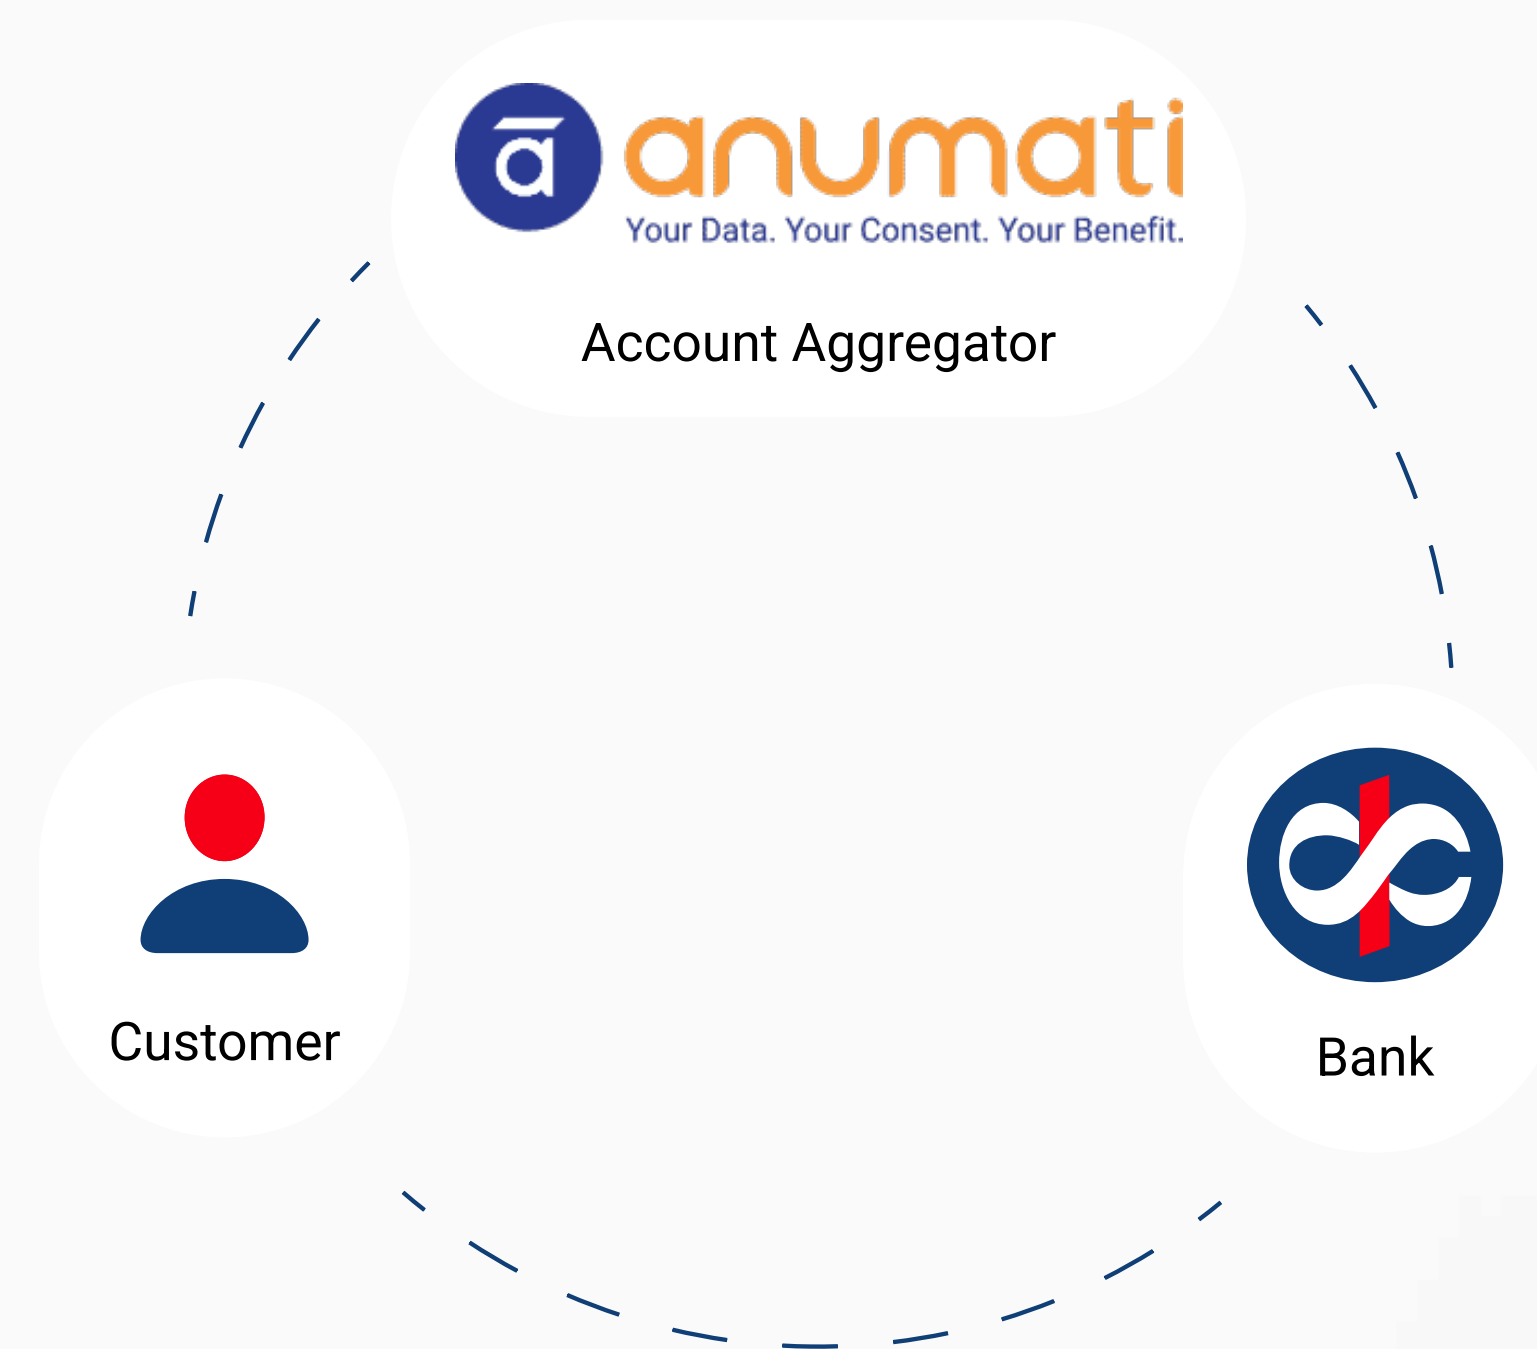 ā anumati
Your Data. Your Consent. Your Benefit.
Account Aggregator
Customer
Bank